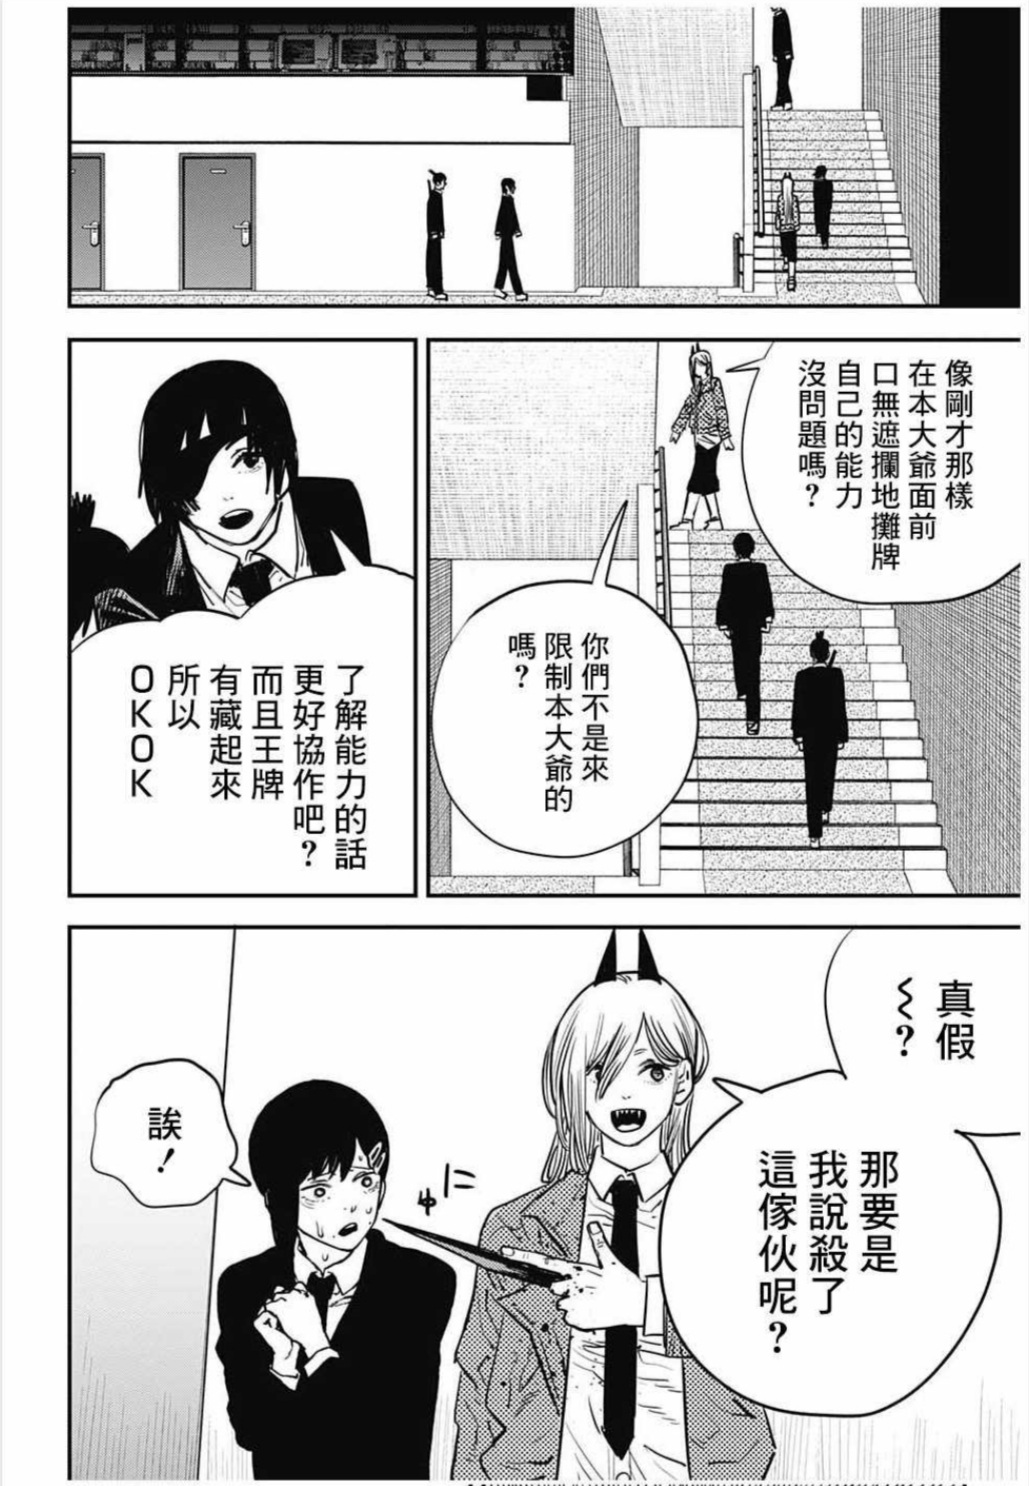 像剛才那樣
在本大爺面前
口無遮攔地攤牌
自己的能力
沒問題嗎?
你們不是來
限制本大爺的
嗎?
了解能力的話
更好協作吧?
而且王牌
有藏起來
所以
OKOK
真假
～?
那要是
我說殺了
這傢伙呢?
にゅ
誒!